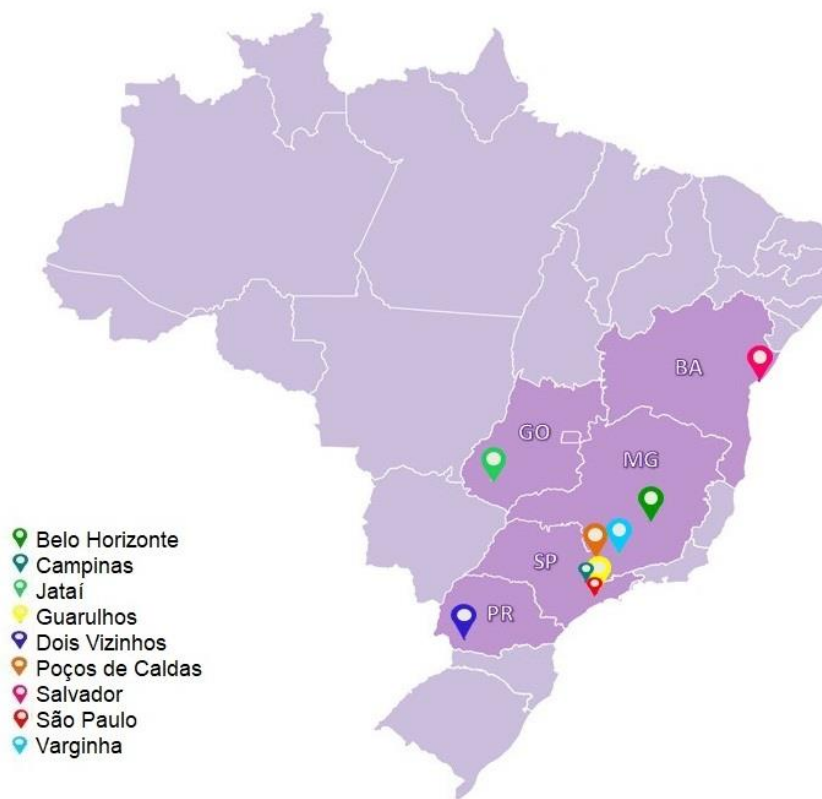 BA
GO
MG
SP
PR
Belo Horizonte
Campinas
Jataí
Guarulhos
Dois Vizinhos
Poços de Caldas
Salvador
São Paulo
Varginha